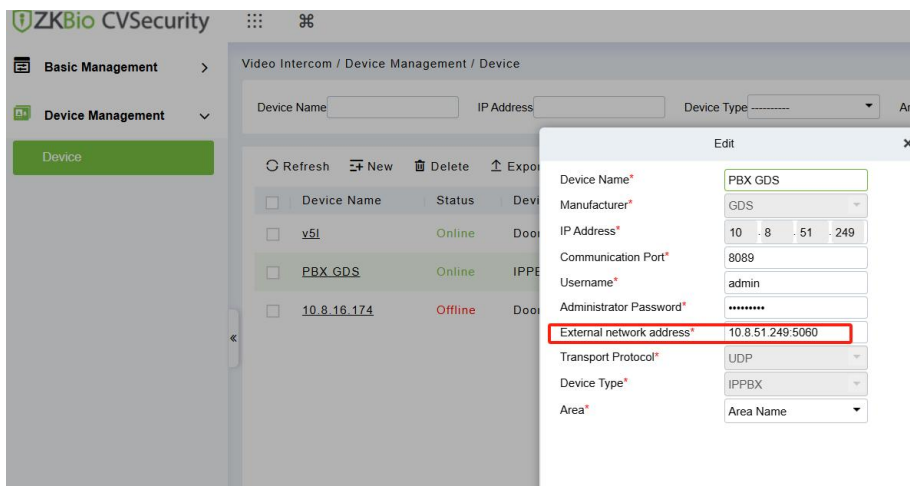 ZKBio CVSecurity
Basic Management
Device Management
Device
Video Intercom / Device Management / Device
Device Name
IP Address
Device Type ----------
Refresh New Delete
Device Name Status
v5l Online
PBX GDS Online
10.8.16.174 Offline
Edit
Device Name* PBX GDS
Manufacturer* GDS
IP Address* 10 . 8 . 51 . 249
Communication Port* 8089
Username* admin
Administrator Password* •••••••••
External network address* 10.8.51.249:5060
Transport Protocol* UDP
Device Type* IPPBX
Area* Area Name